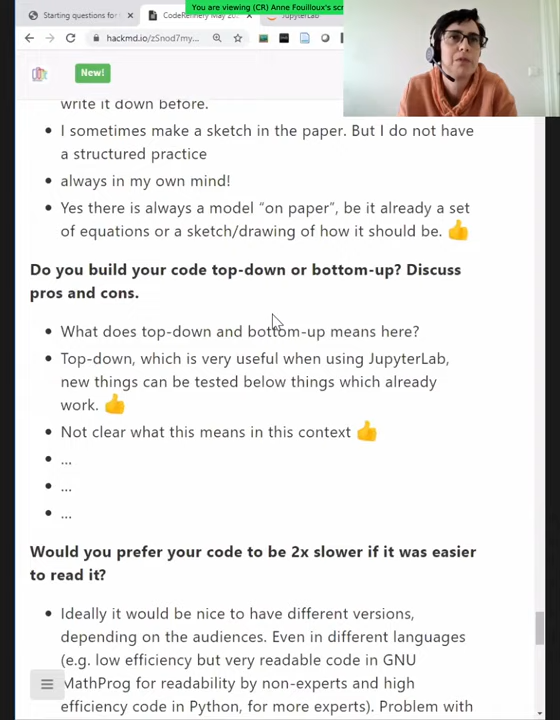 You are viewing (CR) Anne Fouilloux's scr
Starting questions for
CodeRefinery May 20
JupyterLab
hackmd.io/zSnod7my...
New!
write it down before.
I sometimes make a sketch in the paper. But I do not have
a structured practice
always in my own mind!
Yes there is always a model “on paper”, be it already a set
of equations or a sketch/drawing of how it should be. 👍
Do you build your code top-down or bottom-up? Discuss
pros and cons.
What does top-down and bottom-up means here?
Top-down, which is very useful when using JupyterLab,
new things can be tested below things which already
work. 👍
Not clear what this means in this context 👍
...
...
...
Would you prefer your code to be 2x slower if it was easier
to read it?
Ideally it would be nice to have different versions,
depending on the audiences. Even in different languages
(e.g. low efficiency but very readable code in GNU
MathProg for readability by non-experts and high
efficiency code in Python, for more experts). Problem with